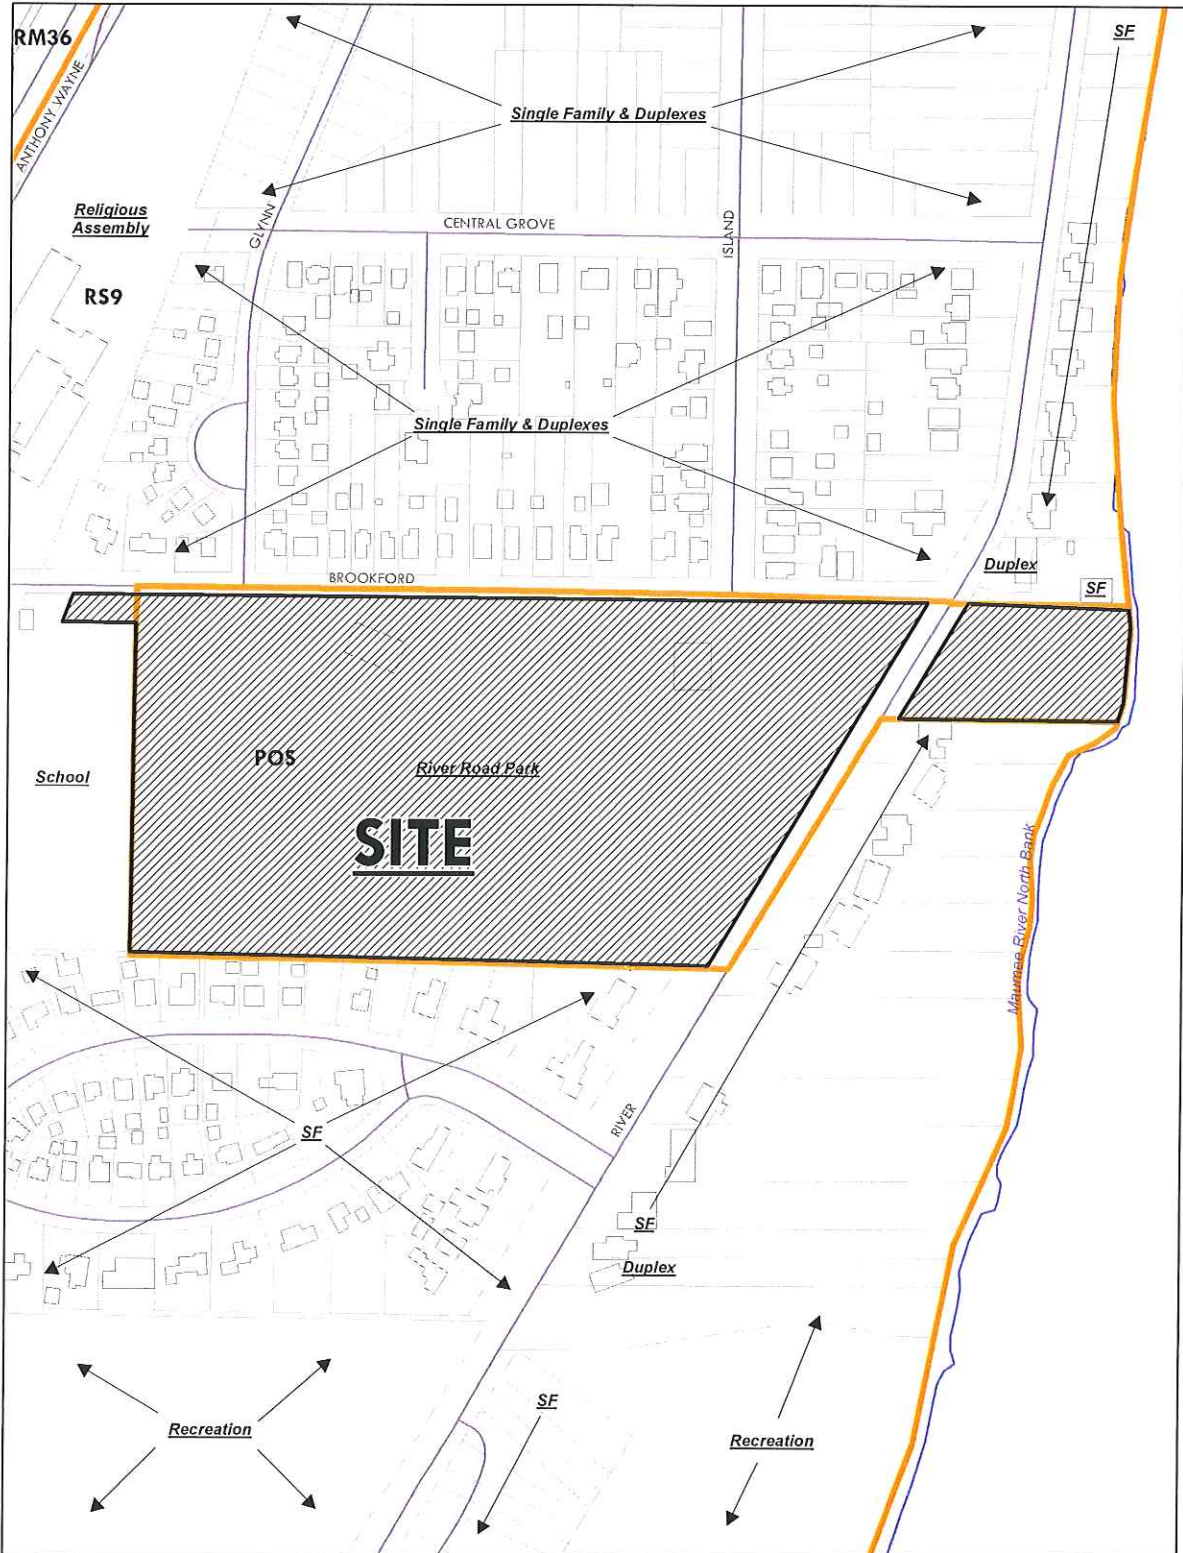 RM36
SF
ANTHONY WAYNE
Single Family & Duplexes
Religious
Assembly
GLYNN
CENTRAL GROVE
ISLAND
RS9
Single Family & Duplexes
Duplex
BROOKFORD
SF
POS
River Road Park
School
SITE
Maumee River North Bank
RIVER
SF
SF
Duplex
SF
Recreation
Recreation